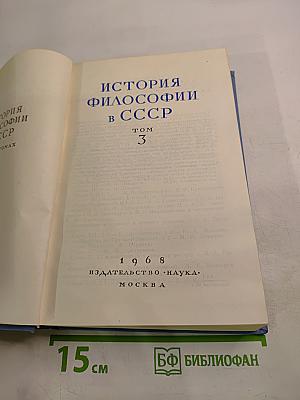 ИСТОРИЯ
ФИЛОСОФИИ
в СССР
ТОМ
3
1968
ИЗДАТЕЛЬСТВО «НАУКА»
МОСКВА
15 см
БФ БИБЛИОФАН